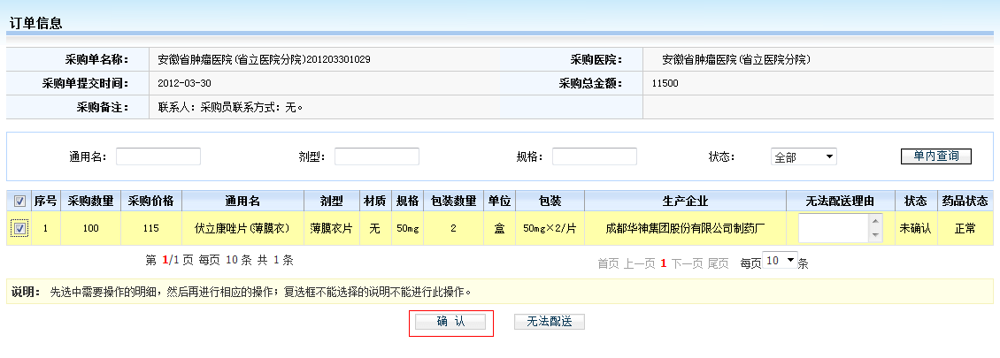 订单信息
采购单名称： 安徽省肿瘤医院(省立医院分院)201203301029 采购医院： 安徽省肿瘤医院(省立医院分院)
采购单提交时间： 2012-03-30 采购总金额： 11500
采购备注： 联系人：采购员联系方式：无。
通用名： 剂型： 规格： 状态： 全部 单内查询
序号 采购数量 采购价格 通用名 剂型 材质 规格 包装数量 单位 包装 生产企业 无法配送理由 状态 药品状态
1 100 115 伏立康唑片(薄膜衣) 薄膜衣片 无 50mg 2 盒 50mg×2/片 成都华神集团股份有限公司制药厂 未确认 正常
第 1/1 页 每页 10 条 共 1 条 首页 上一页 1 下一页 尾页 每页 10 条
说明： 先选中需要操作的明细，然后再进行相应的操作；复选框不能选择的说明不能进行此操作。
确 认 无法配送